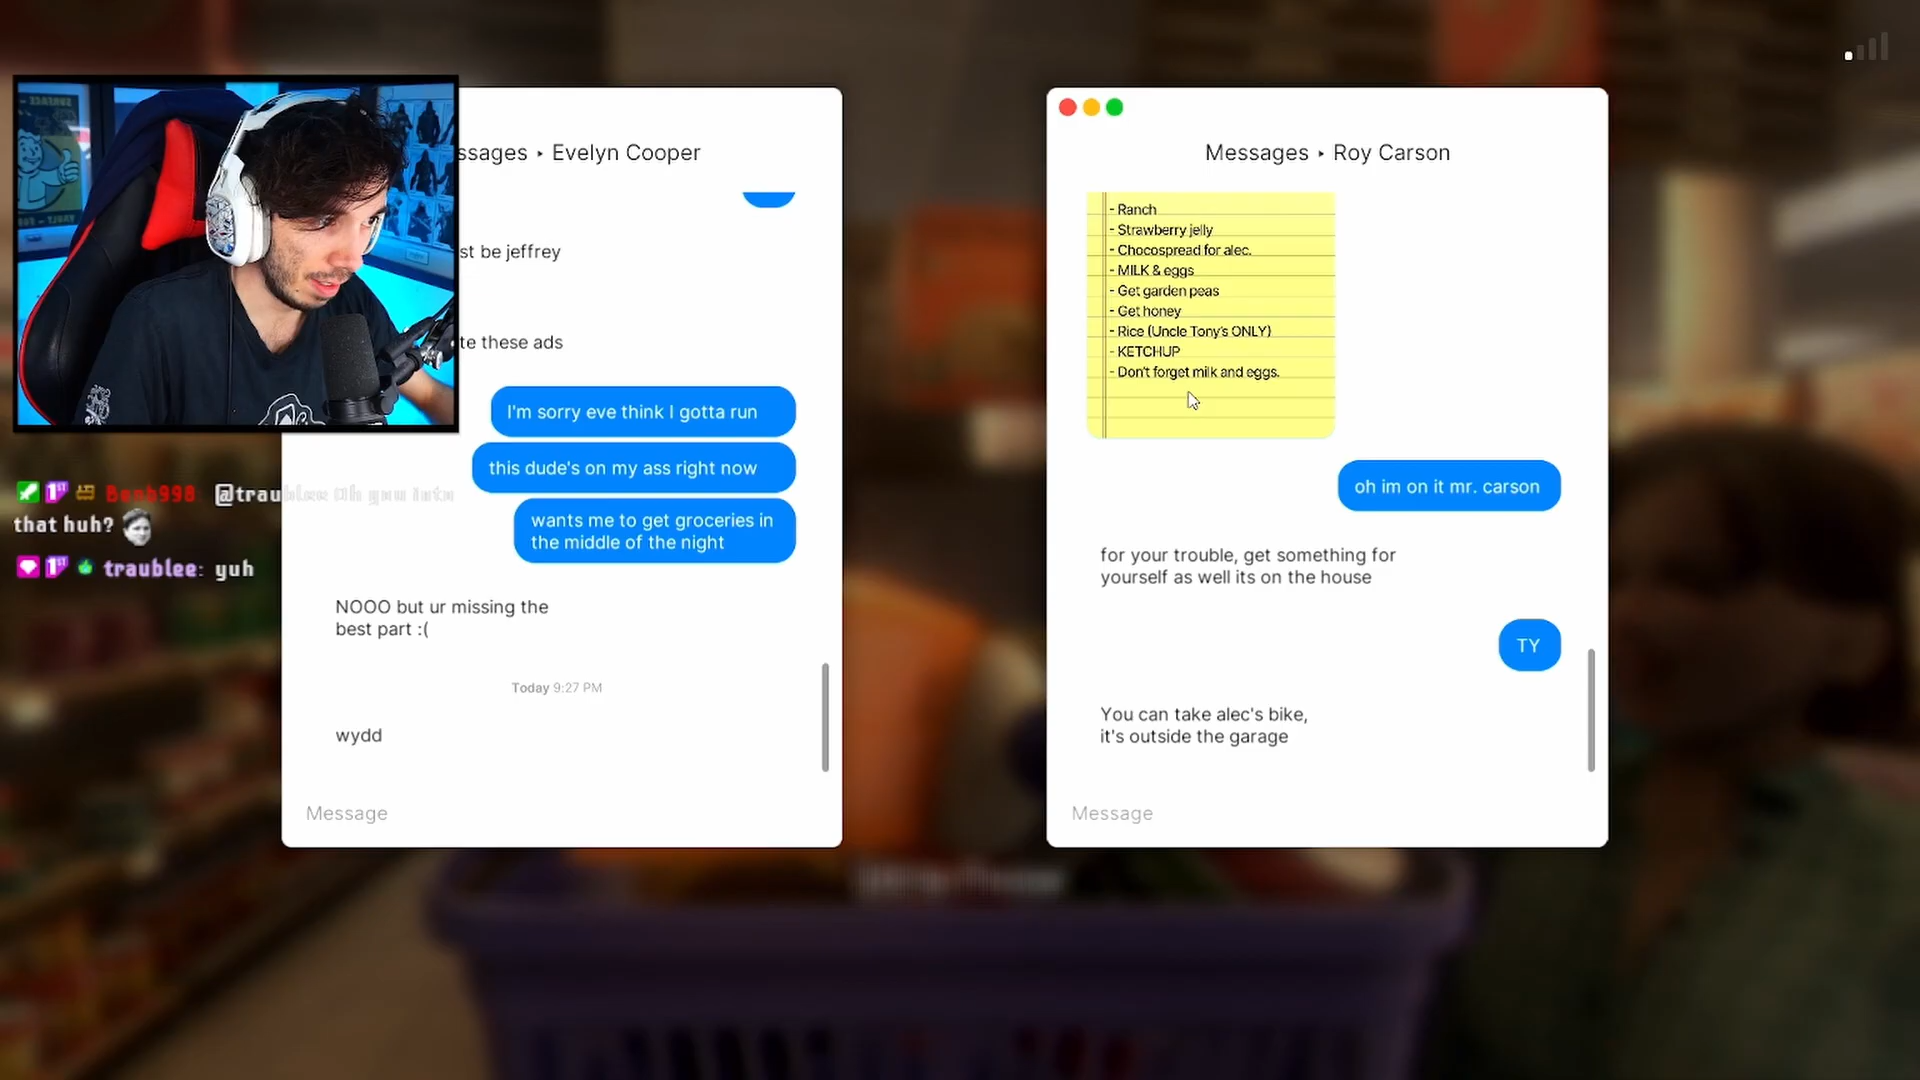 ssages ‣ Evelyn Cooper
st be jeffrey
te these ads
I'm sorry eve think I gotta run
this dude's on my ass right now
wants me to get groceries in
the middle of the night
NOOO but ur missing the
best part :(
Today 9:27 PM
wydd
Message
Messages ‣ Roy Carson
- Ranch
- Strawberry jelly
- Chocospread for alec.
- MILK & eggs
- Get garden peas
- Get honey
- Rice (Uncle Tony's ONLY)
- KETCHUP
- Don't forget milk and eggs.
oh im on it mr. carson
for your trouble, get something for
yourself as well its on the house
TY
You can take alec's bike,
it's outside the garage
Message
@traublee Oh you into
that huh?
traublee: yuh